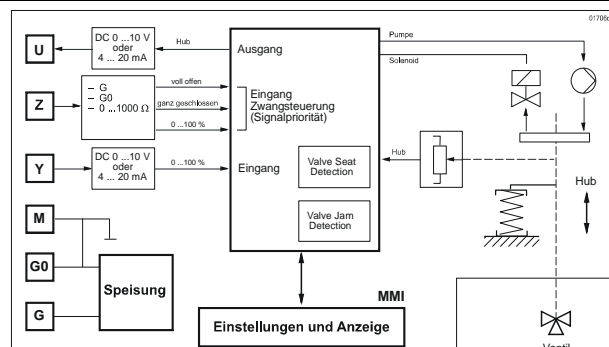 01706d
U
DC 0 ...10 V
oder
4 ... 20 mA
Hub
Ausgang
Pumpe
Solenoid
Z
– G
– G0
– 0 ...1000 Ω
voll offen
ganz geschlossen
0 ...100 %
Eingang
Zwangsteuerung
(Signalpriorität)
Y
DC 0 ...10 V
oder
4 ... 20 mA
0 ...100 %
Eingang
Valve Seat
Detection
Valve Jam
Detection
Hub
Hub
M
G0
G
Speisung
MMI
Einstellungen und Anzeige
Ventil